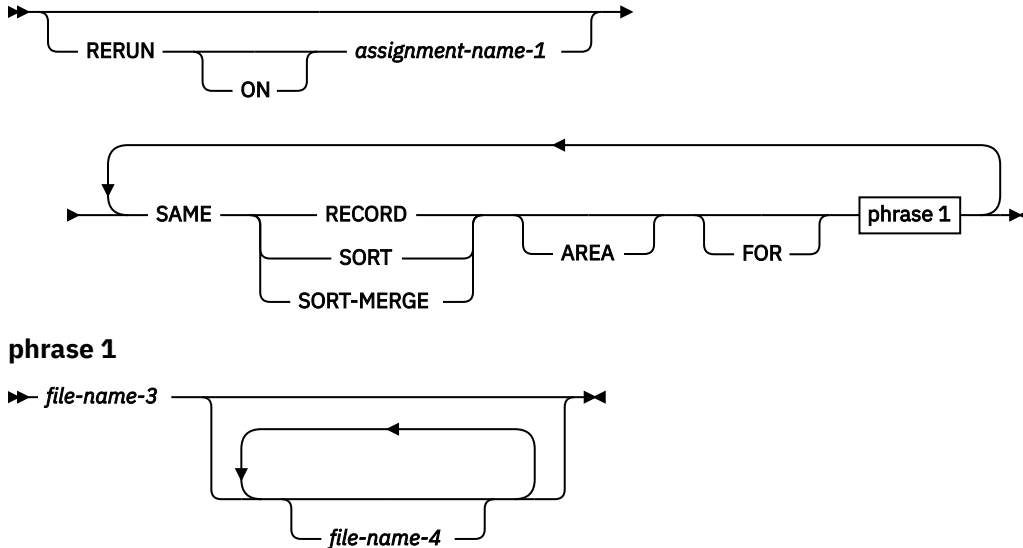 RERUN assignment-name-1
ON
SAME RECORD phrase 1
SORT AREA FOR
SORT-MERGE
phrase 1
file-name-3
file-name-4